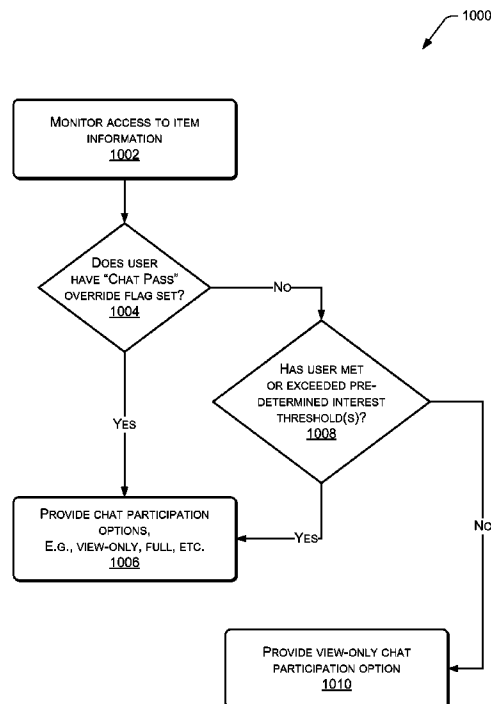 1000
MONITOR ACCESS TO ITEM
INFORMATION
1002
DOES USER
HAVE “CHAT PASS”
OVERRIDE FLAG SET?
1004
NO
HAS USER MET
OR EXCEEDED PRE-
DETERMINED INTEREST
THRESHOLD(S)?
1008
YES
PROVIDE CHAT PARTICIPATION
OPTIONS,
E.G., VIEW-ONLY, FULL, ETC.
1006
YES
NO
PROVIDE VIEW-ONLY CHAT
PARTICIPATION OPTION
1010